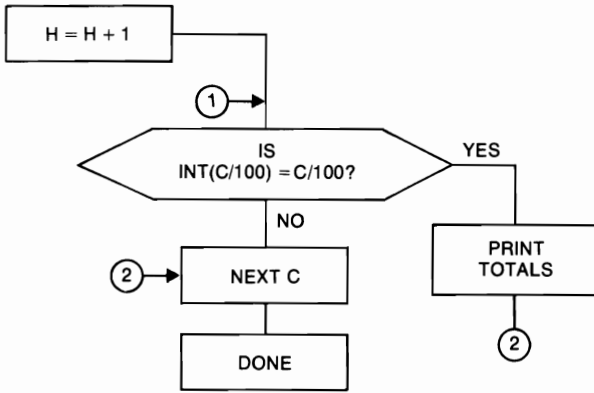 H = H + 1
1
IS
INT(C/100) = C/100?
YES
NO
2
NEXT C
PRINT
TOTALS
DONE
2